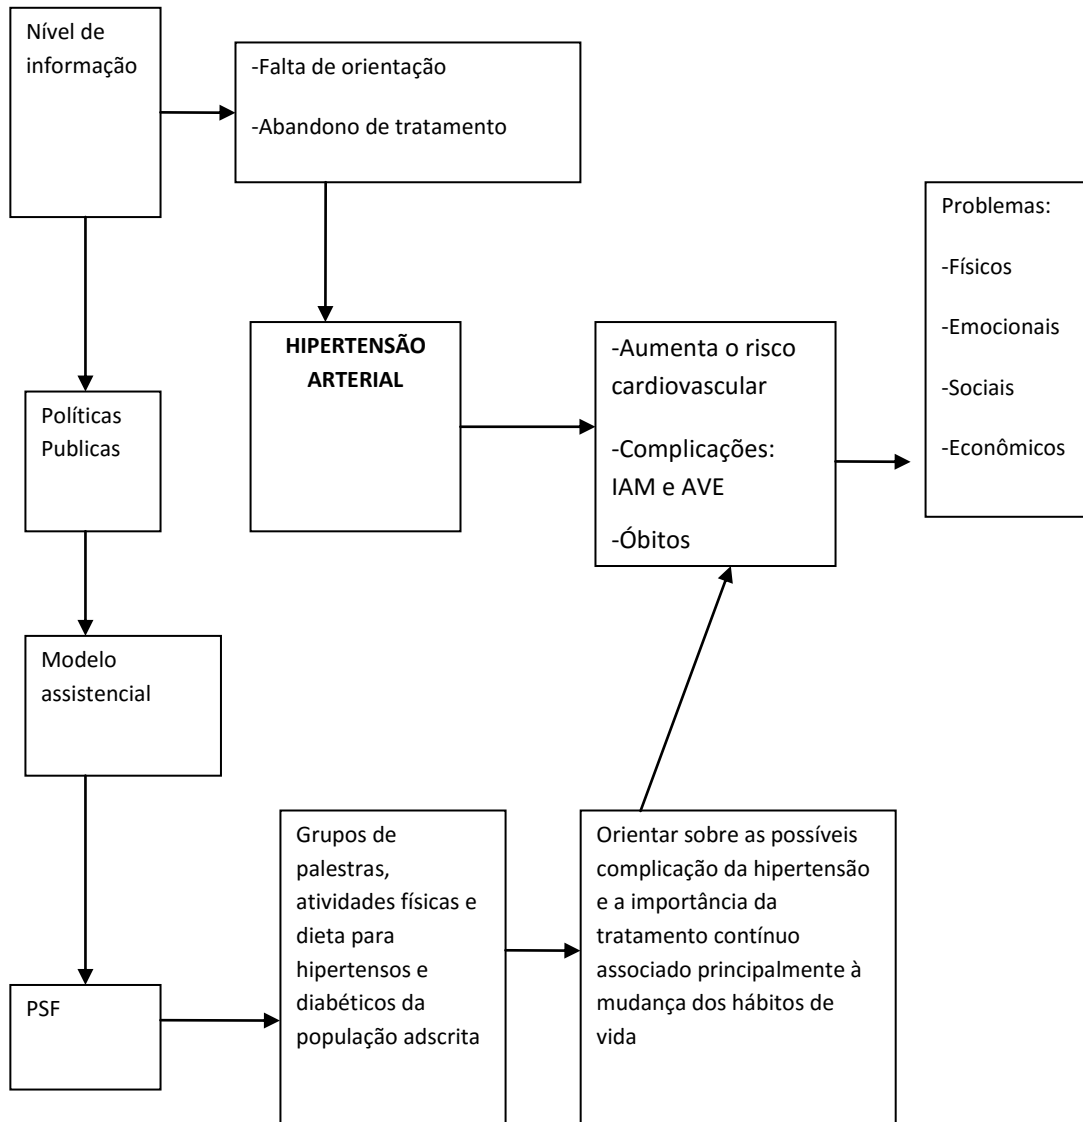 Nível de
informação
-Falta de orientação
-Abandono de tratamento
Problemas:
-Físicos
-Emocionais
-Sociais
-Econômicos
HIPERTENSÃO
ARTERIAL
-Aumenta o risco
cardiovascular
-Complicações:
IAM e AVE
-Óbitos
Políticas
Publicas
Modelo
assistencial
PSF
Grupos de
palestras,
atividades físicas e
dieta para
hipertensos e
diabéticos da
população adscrita
Orientar sobre as possíveis
complicação da hipertensão
e a importância da
tratamento contínuo
associado principalmente à
mudança dos hábitos de
vida